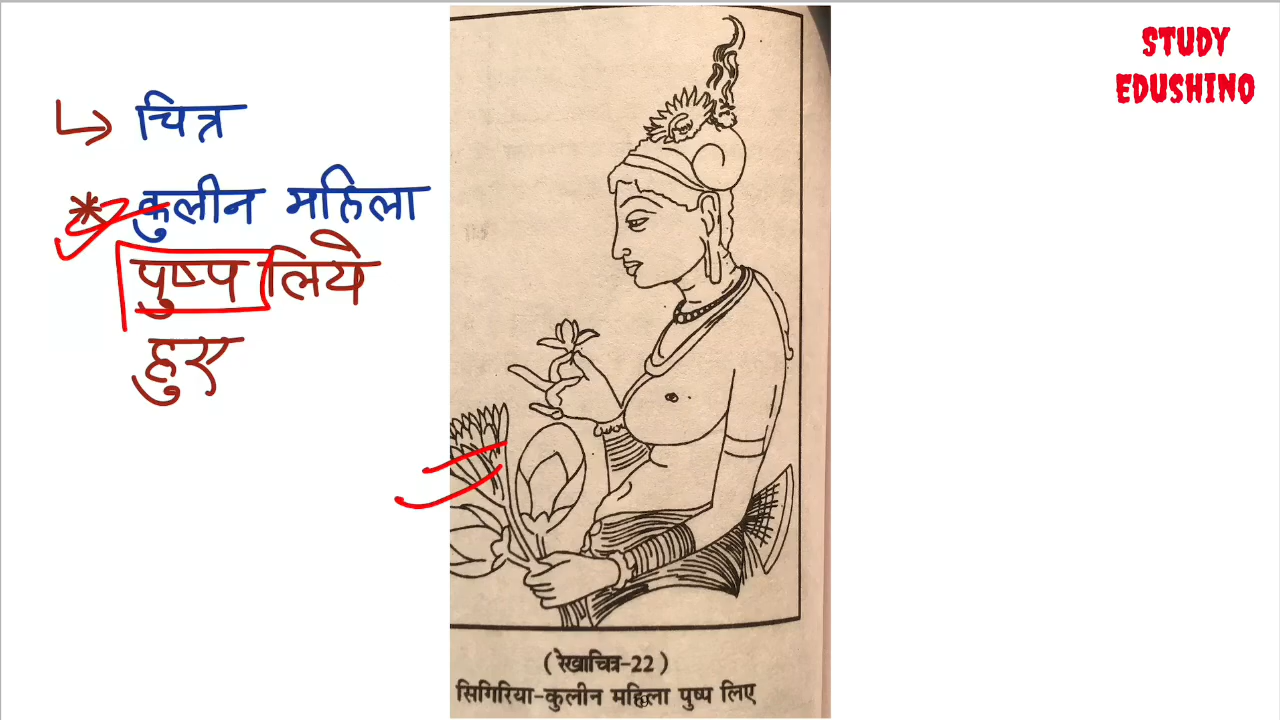 चित्र
कुलीन महिला
पुष्प लिये
हुए
STUDY
EDUSHINO
(रेखाचित्र-22)
सिगिरिया-कुलीन महिला पुष्प लिए